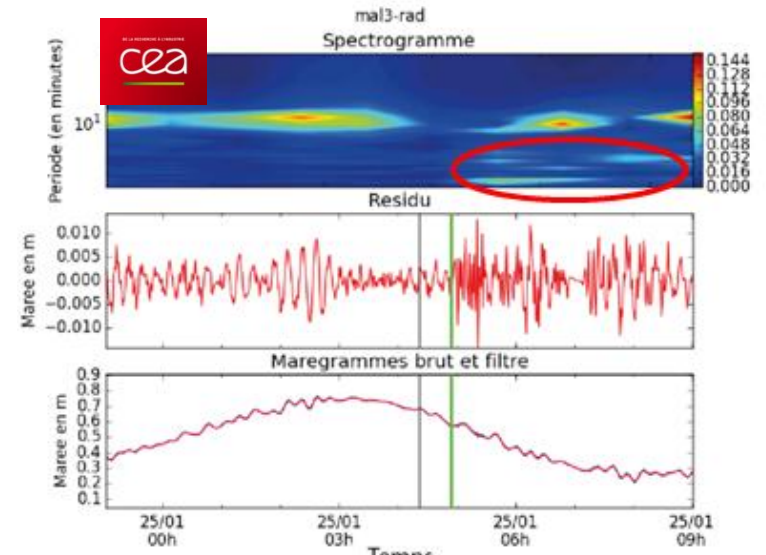 mal3-rad
Spectrogramme
DE LA RECHERCHE À L'INDUSTRIE
cea
Periode (en minutes)
10¹
0.144
0.128
0.112
0.096
0.080
0.064
0.048
0.032
0.016
0.000
Residu
Maree en m
0.010
0.005
0.000
−0.005
−0.010
Maregrammes brut et filtre
Maree en m
0.9
0.8
0.7
0.6
0.5
0.4
0.3
0.2
0.1
25/01 25/01 25/01 25/01
00h 03h 06h 09h
Temps